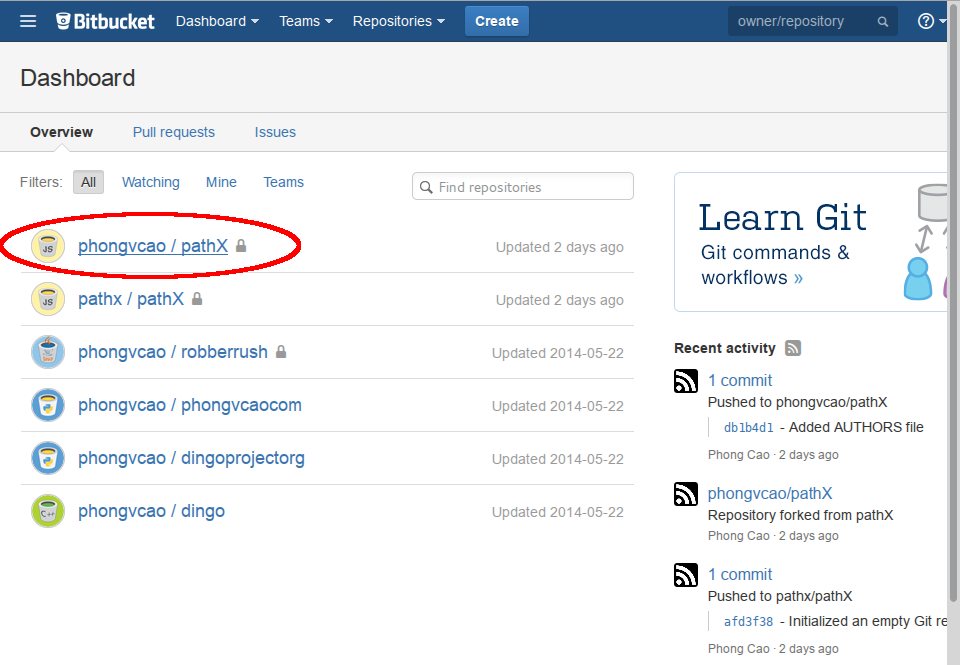 Bitbucket Dashboard Teams Repositories Create owner/repository ?
Dashboard
Overview Pull requests Issues
Filters: All Watching Mine Teams Find repositories
JS phongvcao / pathX Updated 2 days ago
JS pathx / pathX Updated 2 days ago
phongvcao / robberrush Updated 2014-05-22
phongvcao / phongvcaocom Updated 2014-05-22
phongvcao / dingoprojectorg Updated 2014-05-22
C++ phongvcao / dingo Updated 2014-05-22
Learn Git
Git commands &
workflows »
Recent activity
1 commit
Pushed to phongvcao/pathX
db1b4d1 - Added AUTHORS file
Phong Cao · 2 days ago
phongvcao/pathX
Repository forked from pathX
Phong Cao · 2 days ago
1 commit
Pushed to pathx/pathX
afd3f38 - Initialized an empty Git re
Phong Cao · 2 days ago